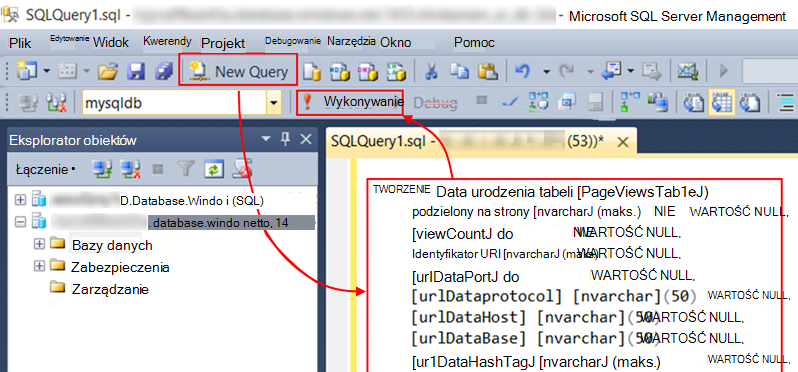 SQLQuery1.sql - Microsoft SQL Server Management
Plik Edytowanie Widok Kwerendy Projekt Debugowanie Narzędzia Okno Pomoc
New Query
mysqldb Wykonywanie Debug
Eksplorator obiektów
SQLQuery1.sql - (53))*
Łączenie
D.Database.Windo i (SQL)
. database.windo netto, 14
Bazy danych
Zabezpieczenia
Zarządzanie
TWORZENIE Data urodzenia tabeli [PageViewsTab1eJ)
podzielony na strony [nvarcharJ (maks.) NIE WARTOŚĆ NULL,
[viewCountJ do NIE WARTOŚĆ NULL,
Identyfikator URI [nvarcharJ (maks) WARTOŚĆ NULL,
[urlDataPortJ do WARTOŚĆ NULL,
[urlDataprotocol] [nvarchar](50) WARTOŚĆ NULL,
[urlDataHost] [nvarchar](50) WARTOŚĆ NULL,
[urlDataBase] [nvarchar](50) WARTOŚĆ NULL,
[ur1DataHashTagJ [nvarcharJ (maks.) WARTOŚĆ NULL,